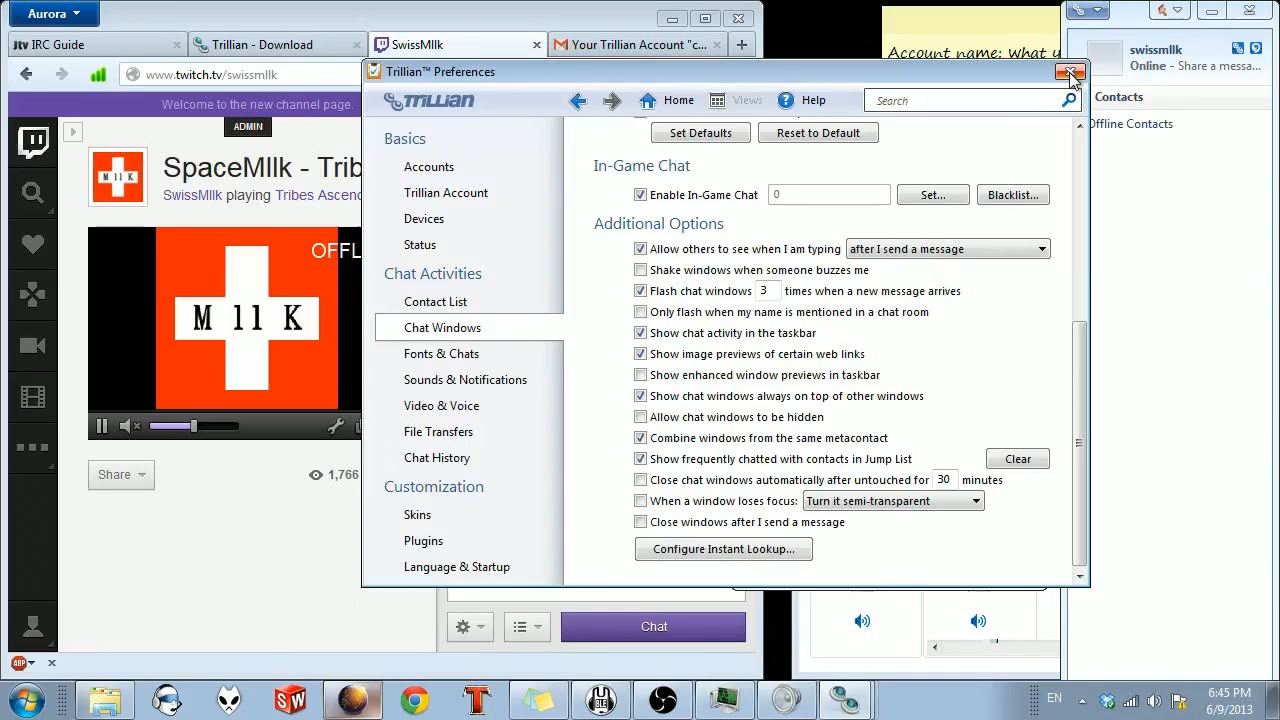 Aurora
jtv IRC Guide
Trillian - Download
SwissMllk
Your Trillian Account "c...
www.twitch.tv/swissmllk
Welcome to the new channel page.
ADMIN
SpaceMllk - Tribes
SwissMllk playing Tribes Ascen
OFFL
M ll K
M ll K
Share
1,766
Chat
ABP
Account name: What y
swissmllk
Online - Share a messa...
Contacts
Offline Contacts
Trillian™ Preferences
TRILLIAN
Home
Views
Help
Search
Basics
Accounts
Trillian Account
Devices
Status
Chat Activities
Contact List
Chat Windows
Fonts & Chats
Sounds & Notifications
Video & Voice
File Transfers
Chat History
Customization
Skins
Plugins
Language & Startup
Set Defaults
Reset to Default
In-Game Chat
Enable In-Game Chat
0
Set...
Blacklist...
Additional Options
Allow others to see when I am typing
after I send a message
Shake windows when someone buzzes me
Flash chat windows 3 times when a new message arrives
Only flash when my name is mentioned in a chat room
Show chat activity in the taskbar
Show image previews of certain web links
Show enhanced window previews in taskbar
Show chat windows always on top of other windows
Allow chat windows to be hidden
Combine windows from the same metacontact
Show frequently chatted with contacts in Jump List
Clear
Close chat windows automatically after untouched for 30 minutes
When a window loses focus:
Turn it semi-transparent
Close windows after I send a message
Configure Instant Lookup...
EN
6:45 PM
6/9/2013